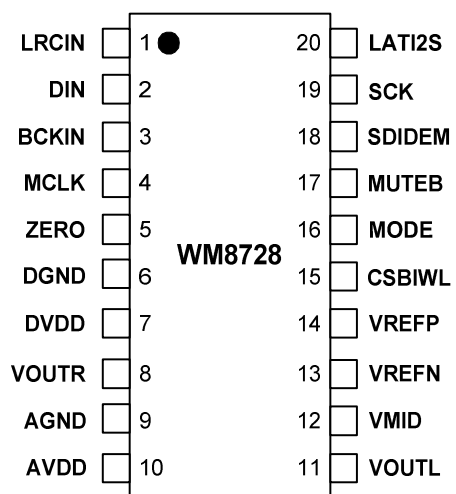 LRCIN 1 20 LATI2S
DIN 2 19 SCK
BCKIN 3 18 SDIDEM
MCLK 4 17 MUTEB
ZERO 5 16 MODE
WM8728
DGND 6 15 CSBIWL
DVDD 7 14 VREFP
VOUTR 8 13 VREFN
AGND 9 12 VMID
AVDD 10 11 VOUTL